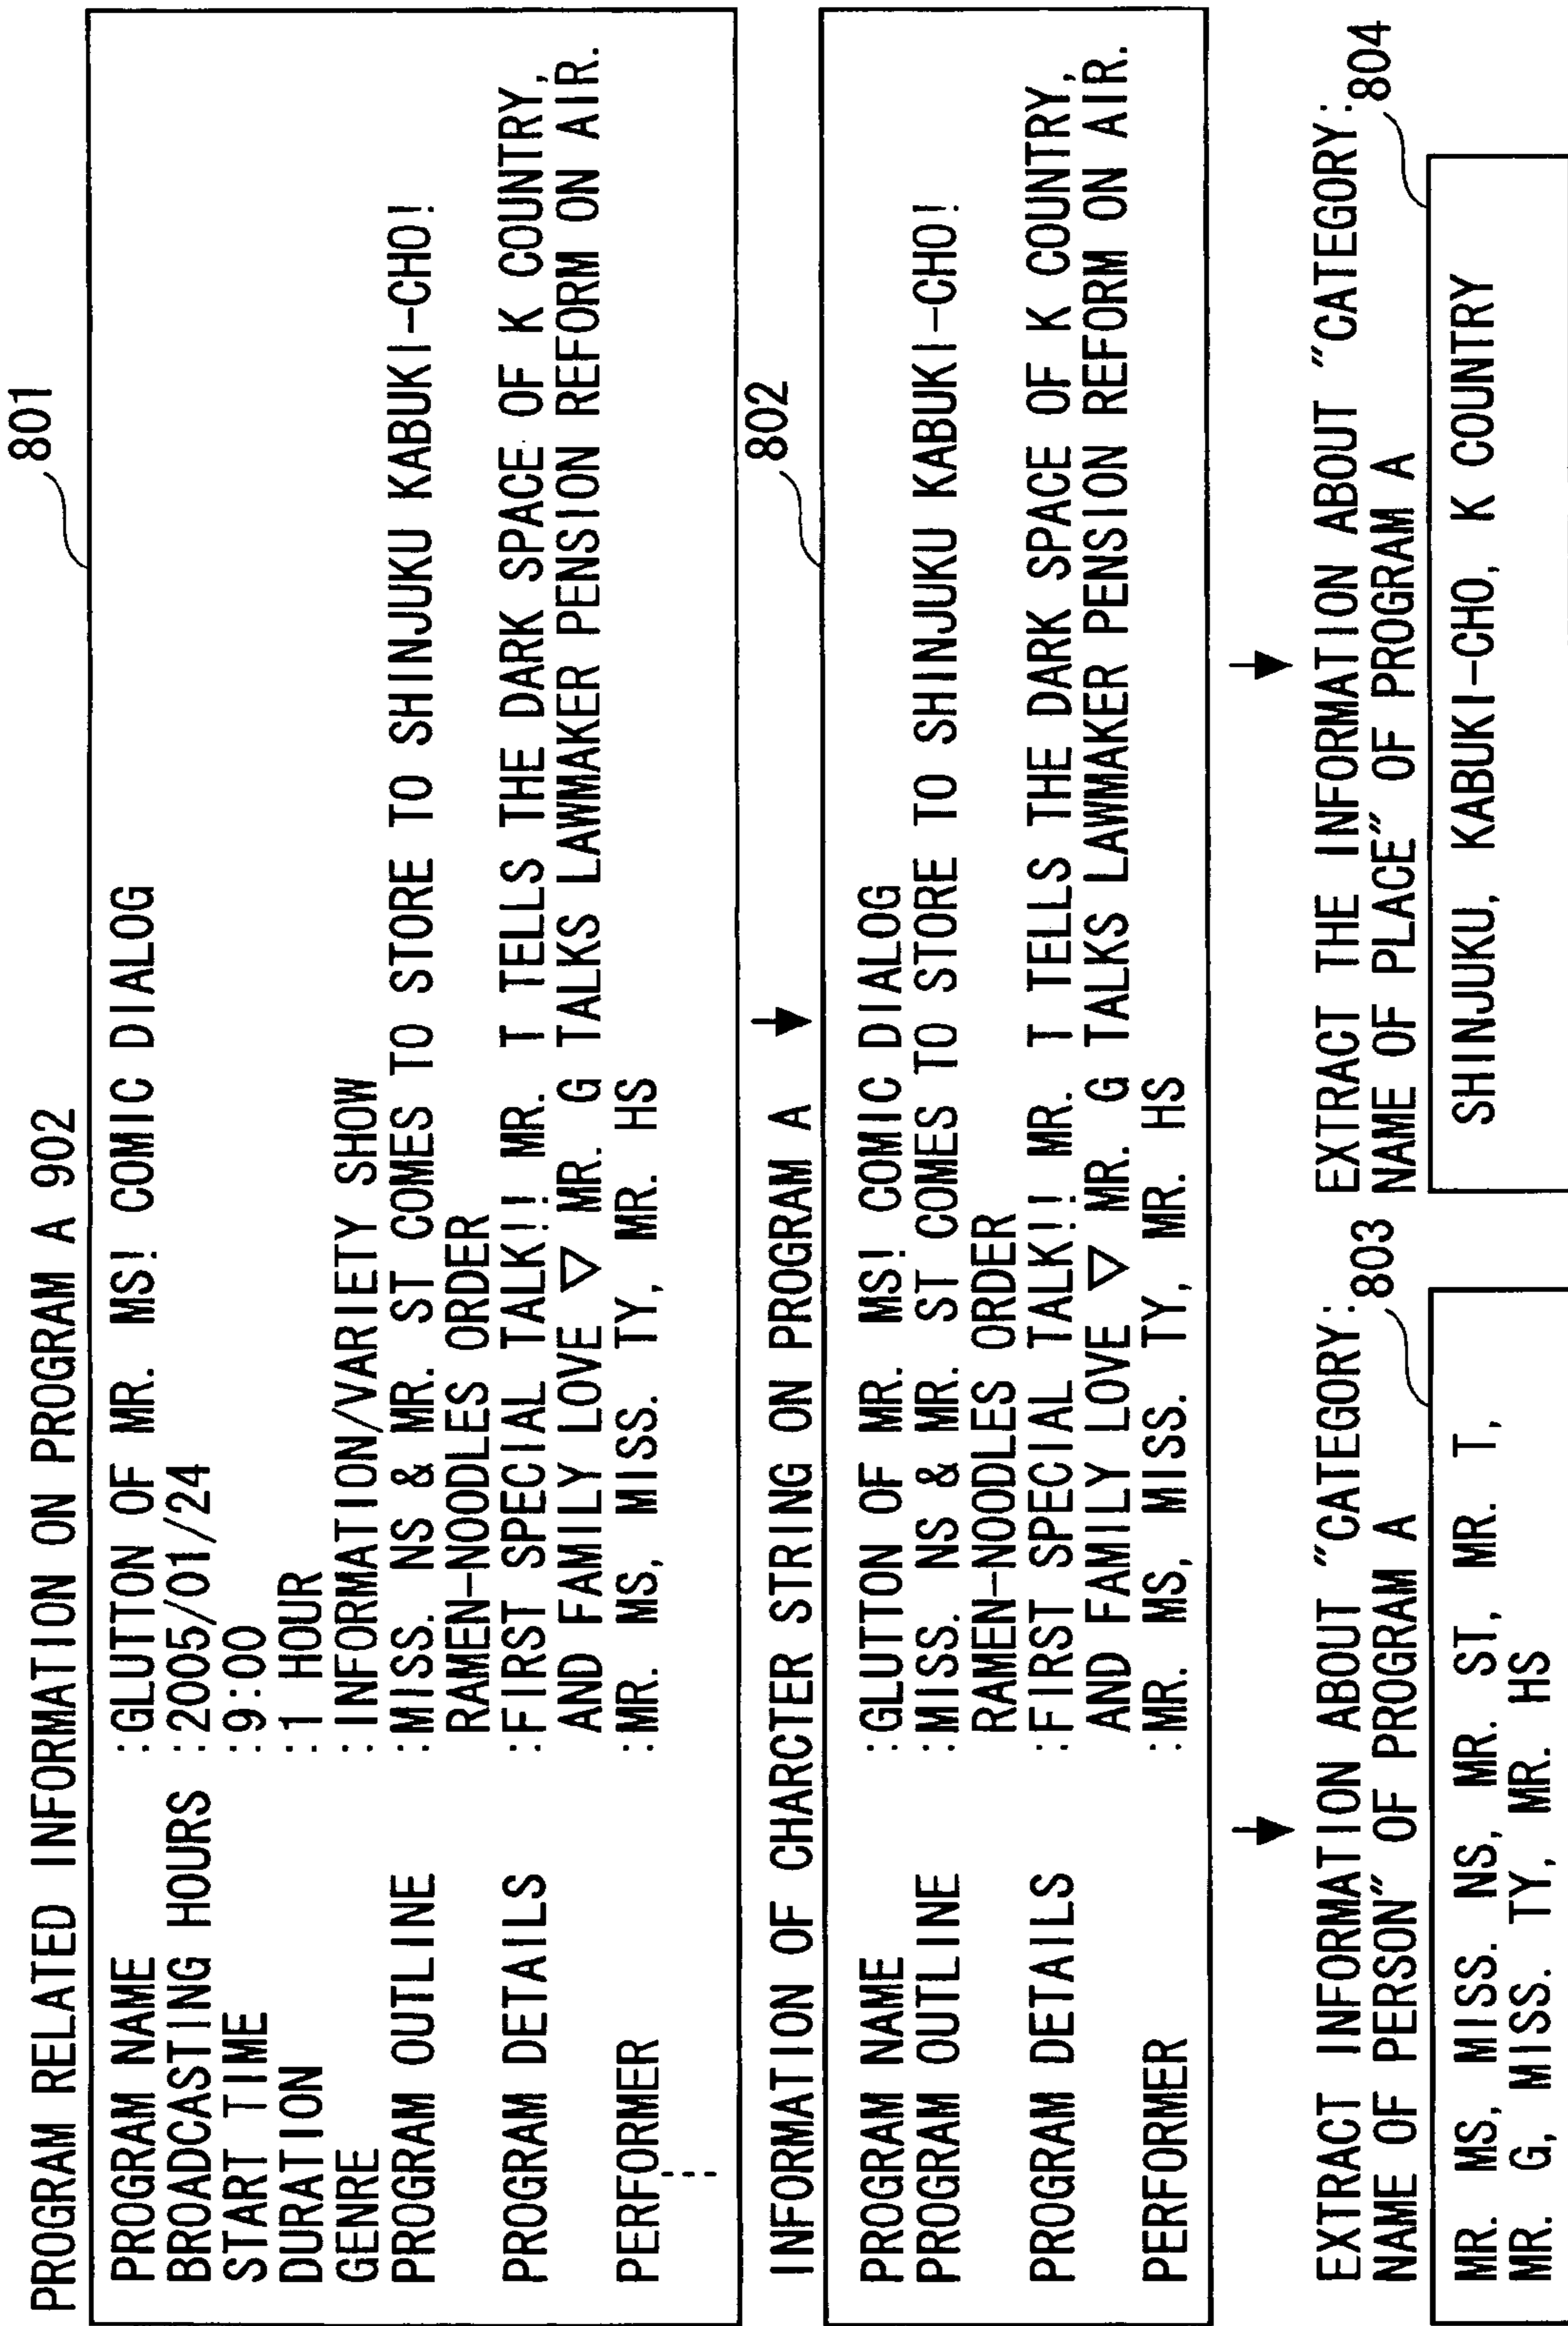 PROGRAM RELATED INFORMATION ON PROGRAM A 902
801
PROGRAM NAME :GLUTTON OF MR. MS! COMIC DIALOG
BROADCASTING HOURS :2005/01/24
START TIME :9:00
DURATION :1 HOUR
GENRE :INFORMATION/VARIETY SHOW
PROGRAM OUTLINE :MISS. NS & MR. ST COMES TO STORE TO SHINJUKU KABUKI-CHO!
RAMEN-NOODLES ORDER
PROGRAM DETAILS :FIRST SPECIAL TALK!! MR. T TELLS THE DARK SPACE OF K COUNTRY,
AND FAMILY LOVE ▽ MR. G TALKS LAWMAKER PENSION REFORM ON AIR.
PERFORMER :MR. MS, MISS. TY, MR. HS
INFORMATION OF CHARCTER STRING ON PROGRAM A
802
PROGRAM NAME :GLUTTON OF MR. MS! COMIC DIALOG
PROGRAM OUTLINE :MISS. NS & MR. ST COMES TO STORE TO SHINJUKU KABUKI-CHO!
RAMEN-NOODLES ORDER
PROGRAM DETAILS :FIRST SPECIAL TALK!! MR. T TELLS THE DARK SPACE OF K COUNTRY,
AND FAMILY LOVE ▽ MR. G TALKS LAWMAKER PENSION REFORM ON AIR.
PERFORMER :MR. MS, MISS. TY, MR. HS
EXTRACT INFORMATION ABOUT "CATEGORY:
NAME OF PERSON" OF PROGRAM A
803
MR. MS, MISS. NS, MR. ST, MR. T,
MR. G, MISS. TY, MR. HS
EXTRACT THE INFORMATION ABOUT "CATEGORY:
NAME OF PLACE" OF PROGRAM A
804
SHINJUKU, KABUKI-CHO, K COUNTRY